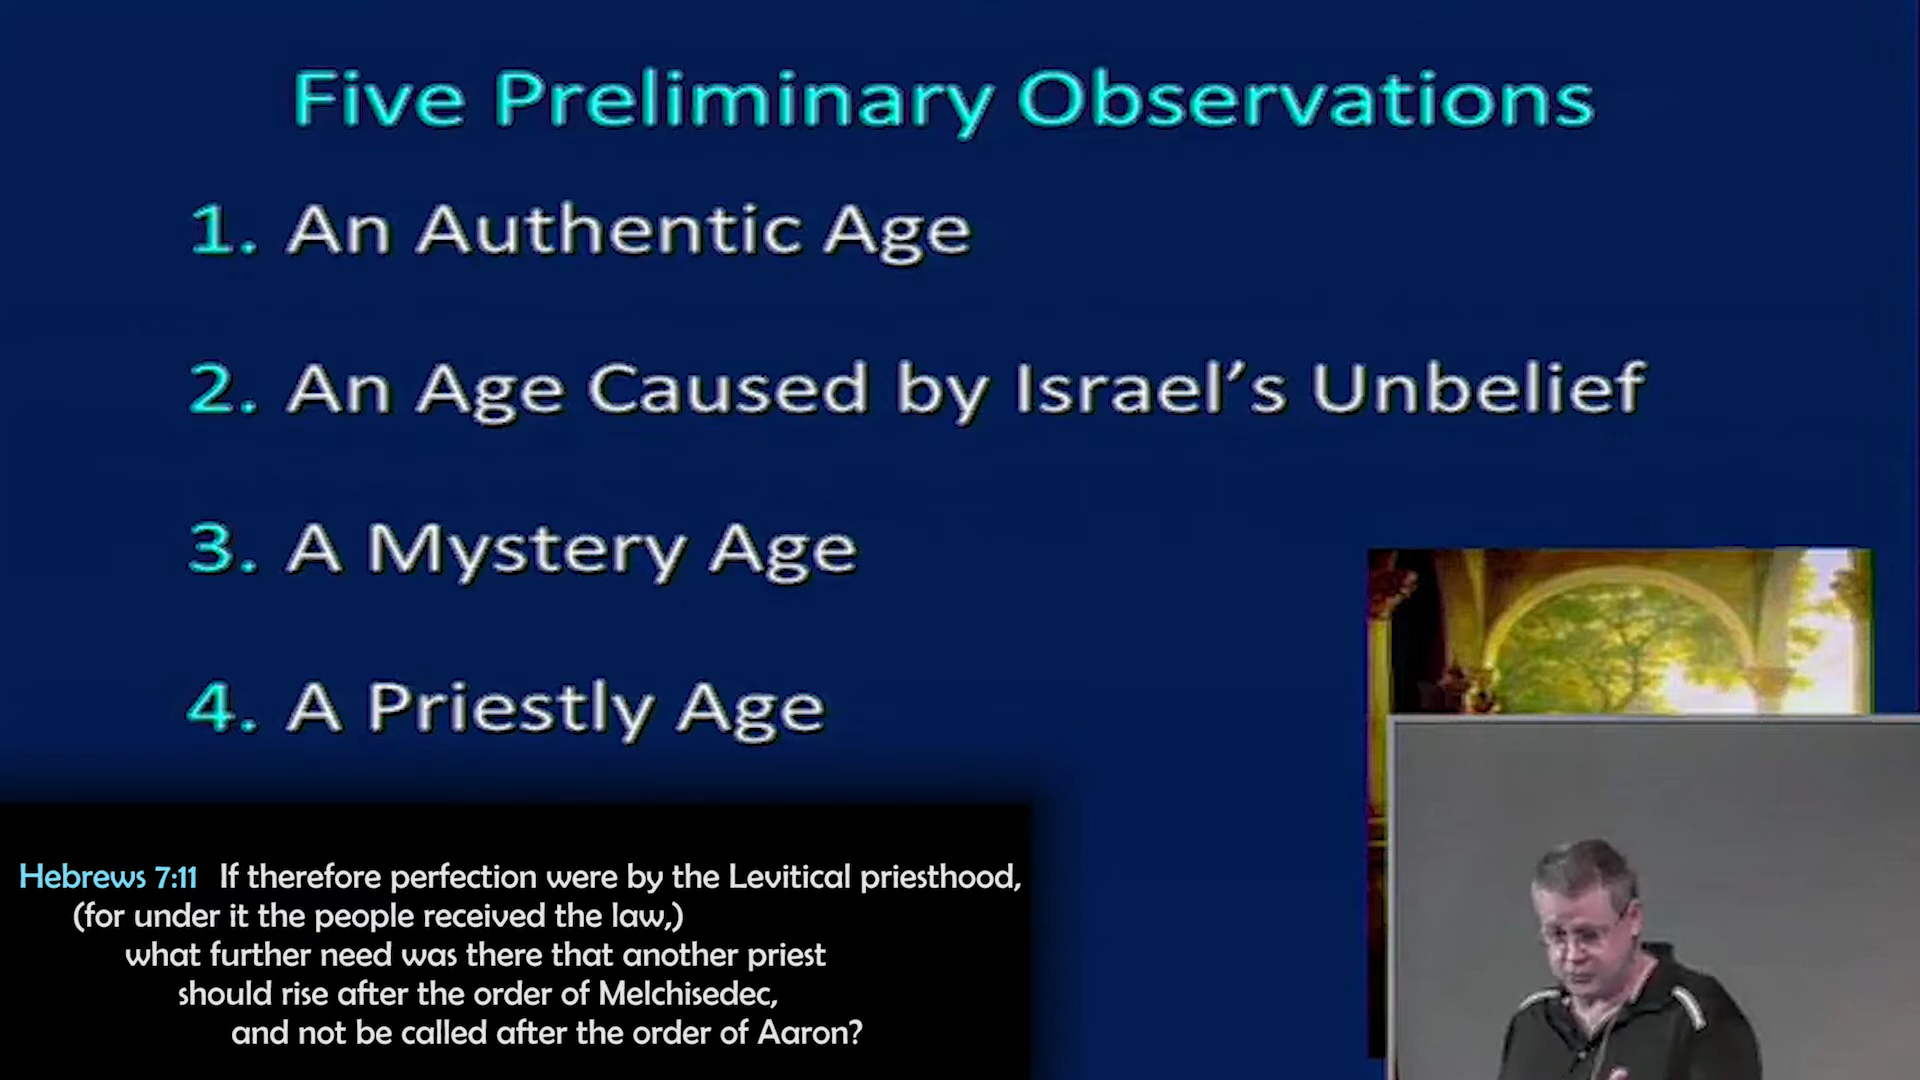 Five Preliminary Observations
1. An Authentic Age
2. An Age Caused by Israel's Unbelief
3. A Mystery Age
4. A Priestly Age
Hebrews 7:11 If therefore perfection were by the Levitical priesthood,
(for under it the people received the law,)
what further need was there that another priest
should rise after the order of Melchisedec,
and not be called after the order of Aaron?